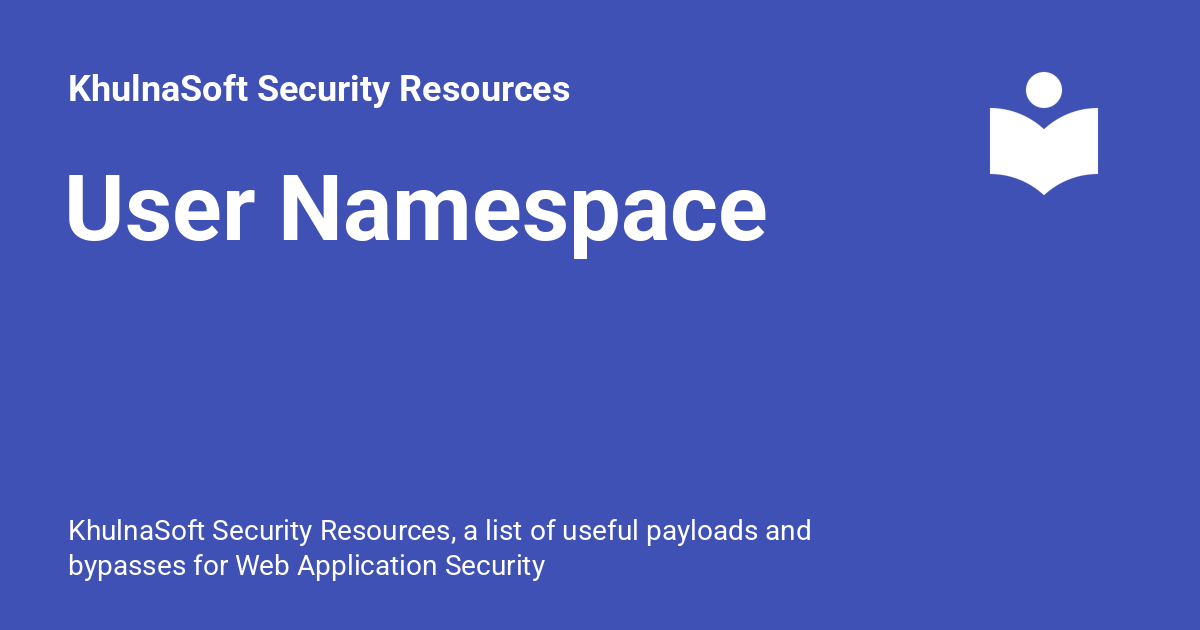 KhulnaSoft Security Resources
User Namespace
KhulnaSoft Security Resources, a list of useful payloads and
bypasses for Web Application Security